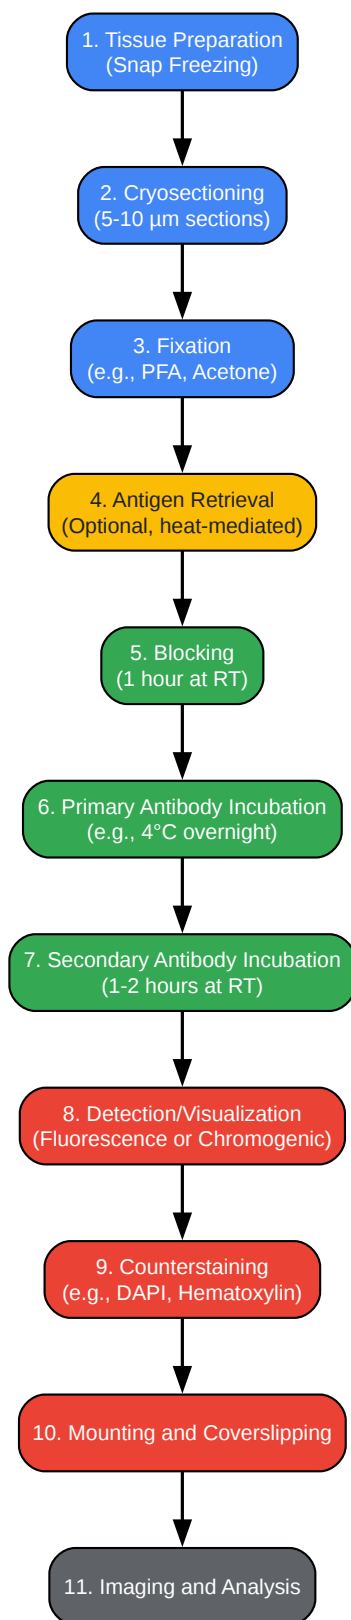 1. Tissue Preparation
(Snap Freezing)
2. Cryosectioning
(5-10 µm sections)
3. Fixation
(e.g., PFA, Acetone)
4. Antigen Retrieval
(Optional, heat-mediated)
5. Blocking
(1 hour at RT)
6. Primary Antibody Incubation
(e.g., 4°C overnight)
7. Secondary Antibody Incubation
(1-2 hours at RT)
8. Detection/Visualization
(Fluorescence or Chromogenic)
9. Counterstaining
(e.g., DAPI, Hematoxylin)
10. Mounting and Coverslipping
11. Imaging and Analysis